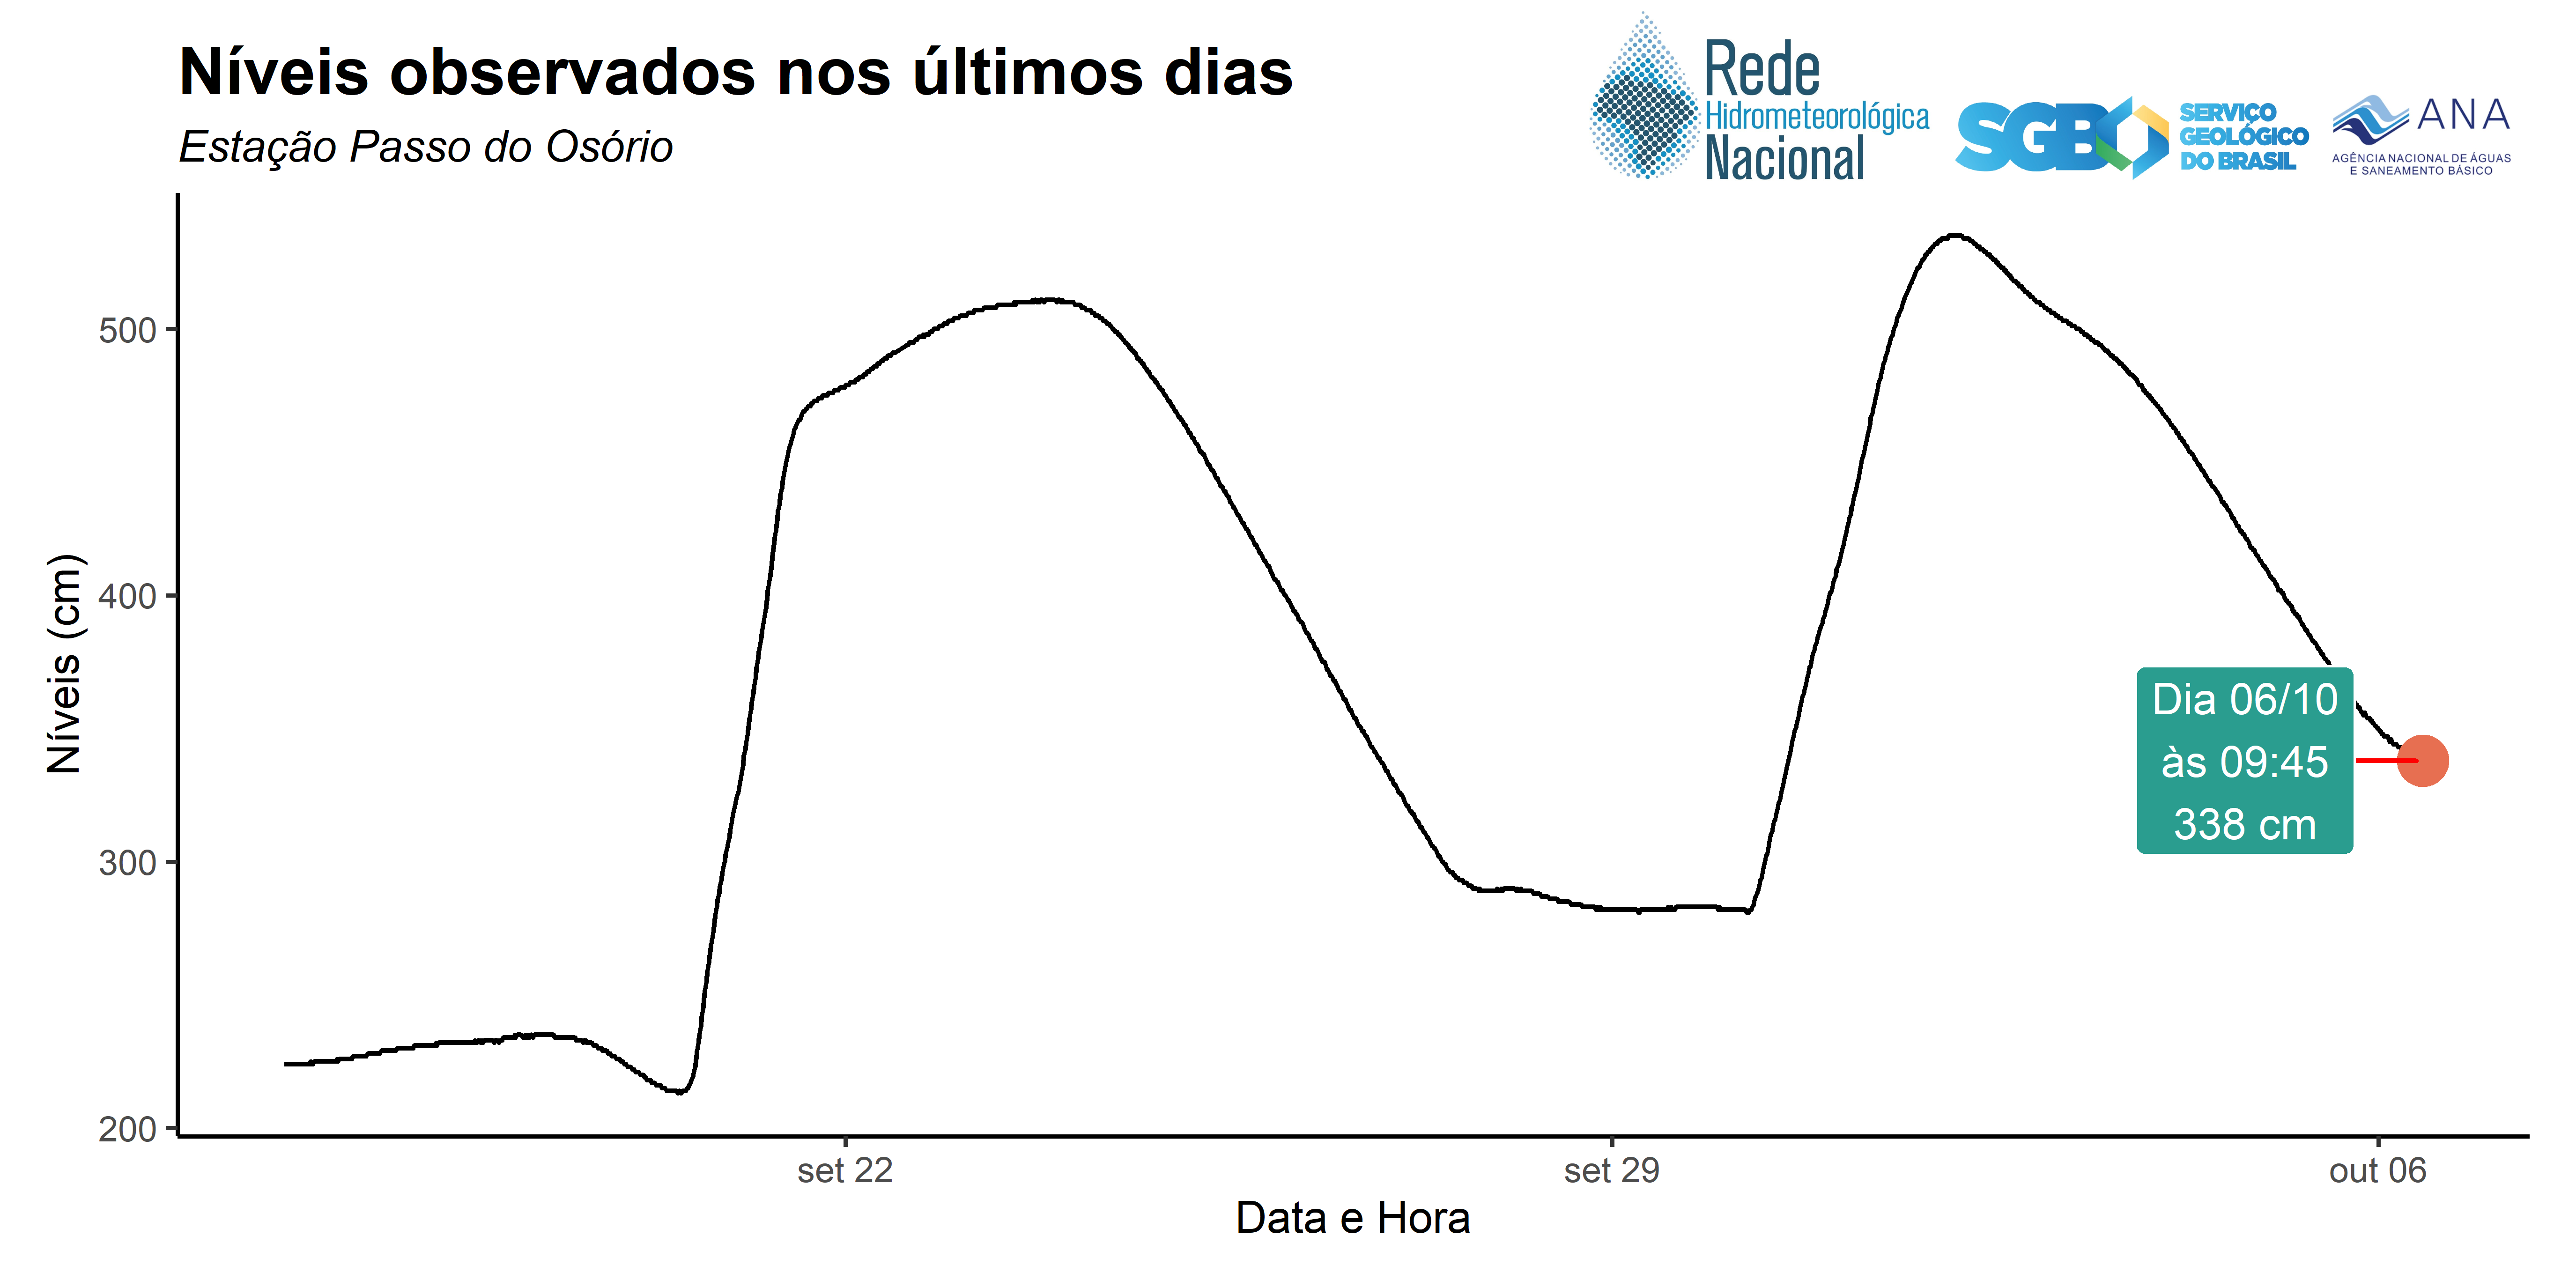 Níveis observados nos últimos dias
Estação Passo do Osório
Rede
Hidrometeorológica
Nacional
SGB
SERVIÇO
GEOLÓGICO
DO BRASIL
ANA
AGÊNCIA NACIONAL DE ÁGUAS
E SANEAMENTO BÁSICO
Níveis (cm)
500
400
300
200
Dia 06/10
às 09:45
338 cm
set 22
set 29
out 06
Data e Hora